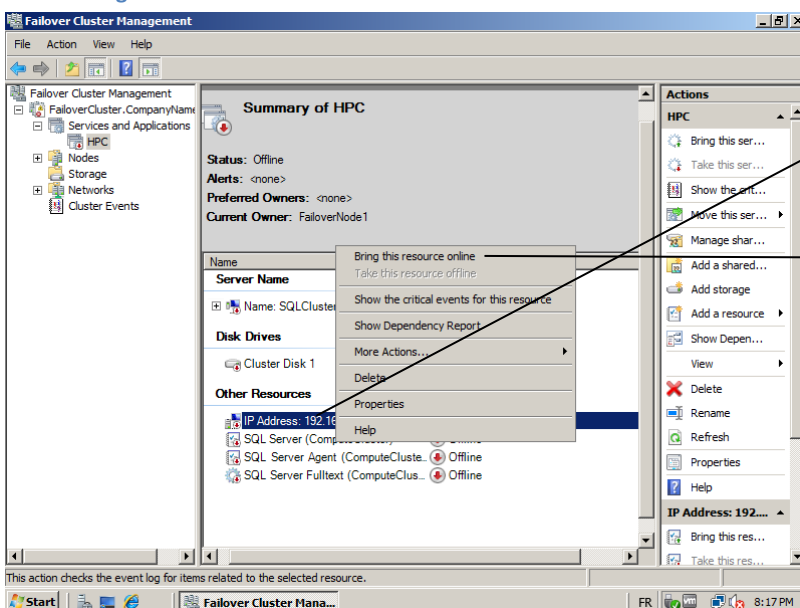 Failover Cluster Management
File Action View Help
Failover Cluster Management
FailoverCluster.CompanyName
Services and Applications
HPC
Nodes
Storage
Networks
Cluster Events
Summary of HPC
Status: Offline
Alerts: <none>
Preferred Owners: <none>
Current Owner: FailoverNode1
Name
Server Name
Name: SQLCluster
Disk Drives
Cluster Disk 1
Other Resources
IP Address: 192.16
SQL Server (ComputeCluster) Offline
SQL Server Agent (ComputeCluste... Offline
SQL Server Fulltext (ComputeClus... Offline
Bring this resource online
Take this resource offline
Show the critical events for this resource
Show Dependency Report
More Actions...
Delete
Properties
Help
Actions
HPC
Bring this ser...
Take this ser...
Show the crit...
Move this ser...
Manage shar...
Add a shared...
Add storage
Add a resource
Show Depen...
View
Delete
Rename
Refresh
Properties
Help
IP Address: 192....
Bring this res...
Take this res...
This action checks the event log for items related to the selected resource.
Start
Failover Cluster Mana...
FR
8:17 PM